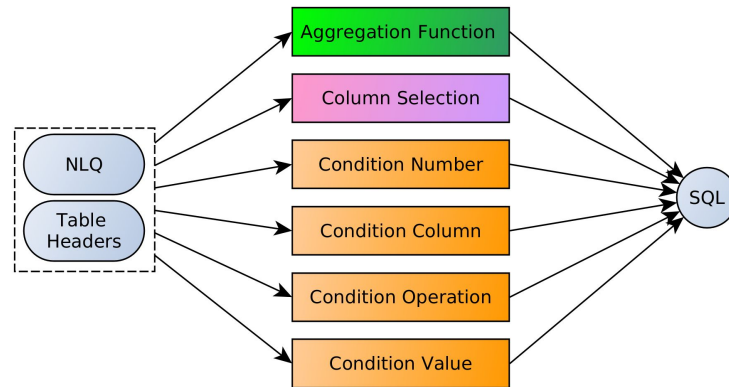 NLQ
Table
Headers
Aggregation Function
Column Selection
Condition Number
Condition Column
Condition Operation
Condition Value
SQL